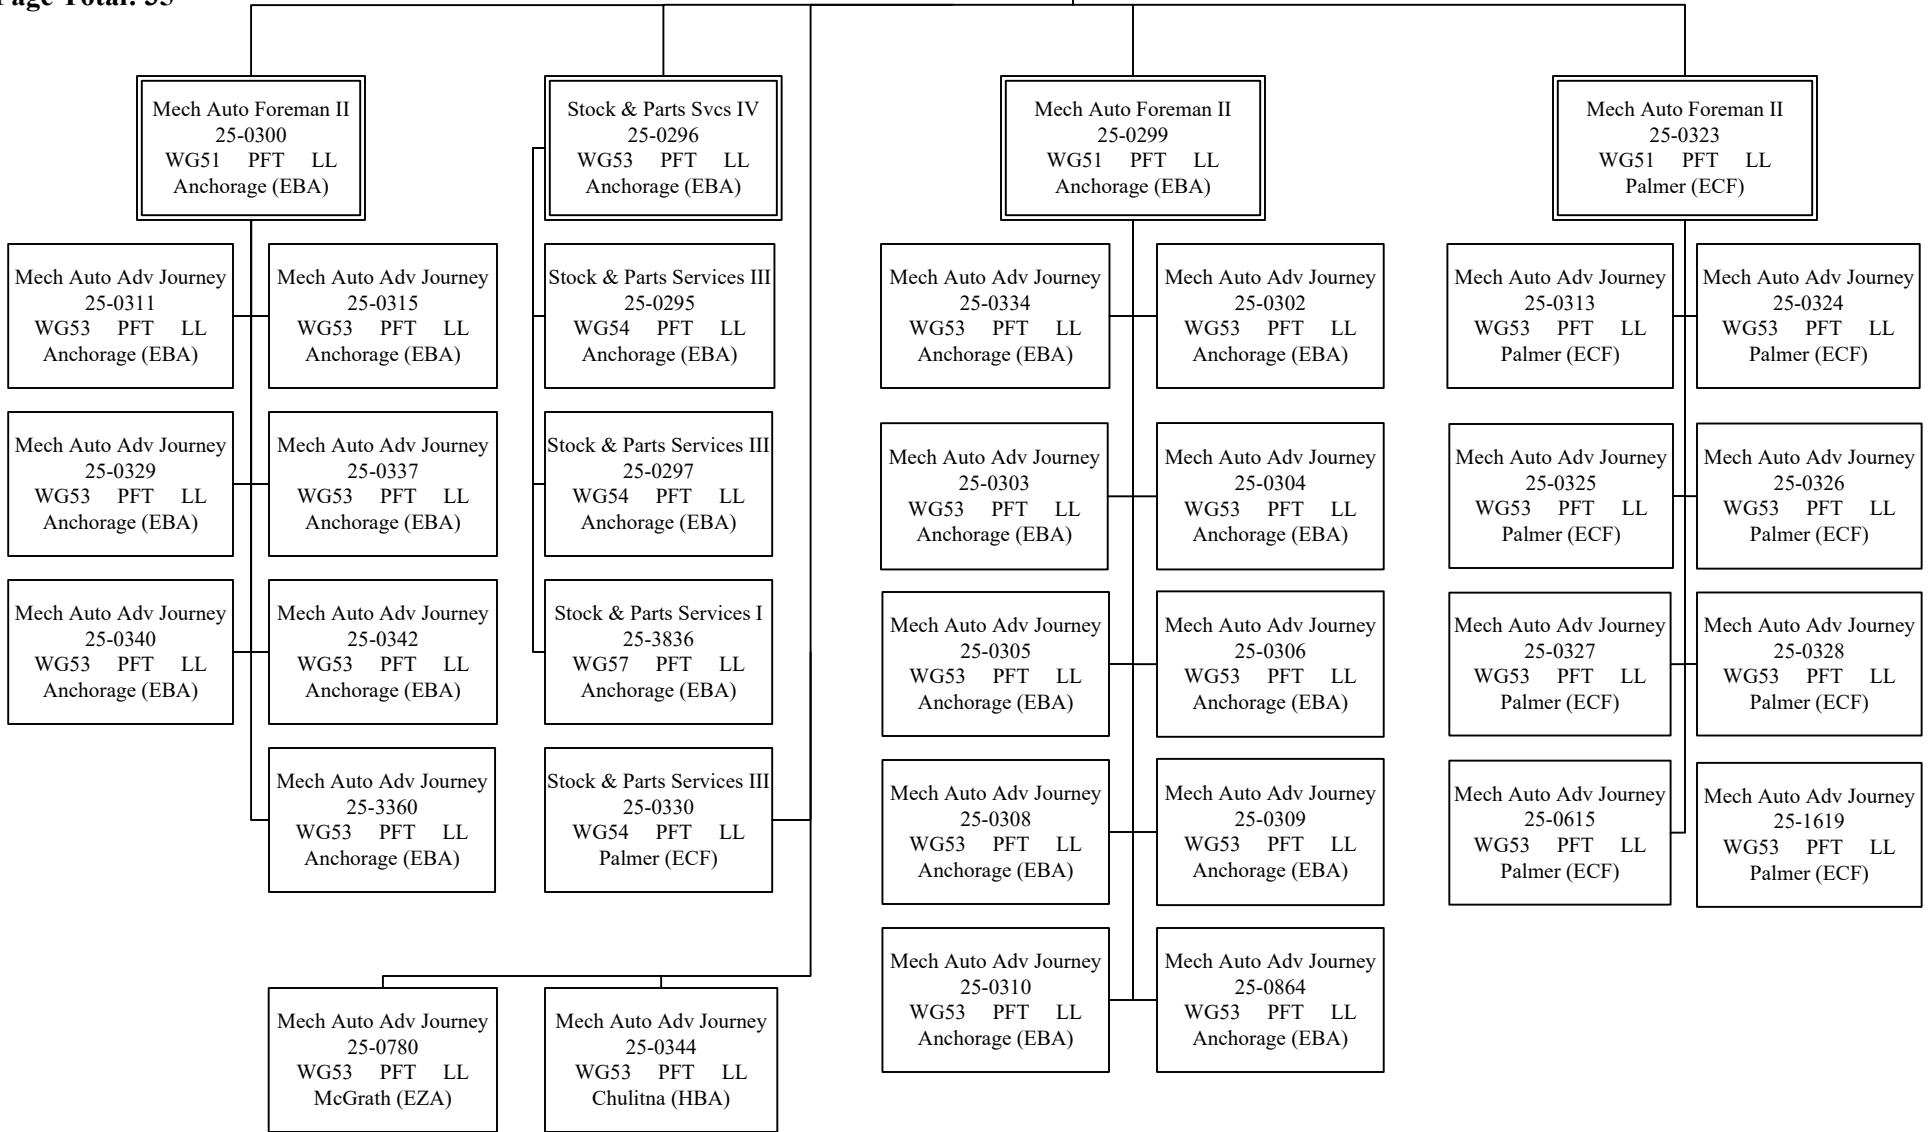 Page Total: 35
Mech Auto Foreman II
25-0300
WG51 PFT LL
Anchorage (EBA)
Stock & Parts Svcs IV
25-0296
WG53 PFT LL
Anchorage (EBA)
Mech Auto Foreman II
25-0299
WG51 PFT LL
Anchorage (EBA)
Mech Auto Foreman II
25-0323
WG51 PFT LL
Palmer (ECF)
Mech Auto Adv Journey
25-0311
WG53 PFT LL
Anchorage (EBA)
Mech Auto Adv Journey
25-0315
WG53 PFT LL
Anchorage (EBA)
Stock & Parts Services III
25-0295
WG54 PFT LL
Anchorage (EBA)
Mech Auto Adv Journey
25-0334
WG53 PFT LL
Anchorage (EBA)
Mech Auto Adv Journey
25-0302
WG53 PFT LL
Anchorage (EBA)
Mech Auto Adv Journey
25-0313
WG53 PFT LL
Palmer (ECF)
Mech Auto Adv Journey
25-0324
WG53 PFT LL
Palmer (ECF)
Mech Auto Adv Journey
25-0329
WG53 PFT LL
Anchorage (EBA)
Mech Auto Adv Journey
25-0337
WG53 PFT LL
Anchorage (EBA)
Stock & Parts Services III
25-0297
WG54 PFT LL
Anchorage (EBA)
Mech Auto Adv Journey
25-0303
WG53 PFT LL
Anchorage (EBA)
Mech Auto Adv Journey
25-0304
WG53 PFT LL
Anchorage (EBA)
Mech Auto Adv Journey
25-0325
WG53 PFT LL
Palmer (ECF)
Mech Auto Adv Journey
25-0326
WG53 PFT LL
Palmer (ECF)
Mech Auto Adv Journey
25-0340
WG53 PFT LL
Anchorage (EBA)
Mech Auto Adv Journey
25-0342
WG53 PFT LL
Anchorage (EBA)
Stock & Parts Services I
25-3836
WG57 PFT LL
Anchorage (EBA)
Mech Auto Adv Journey
25-0305
WG53 PFT LL
Anchorage (EBA)
Mech Auto Adv Journey
25-0306
WG53 PFT LL
Anchorage (EBA)
Mech Auto Adv Journey
25-0327
WG53 PFT LL
Palmer (ECF)
Mech Auto Adv Journey
25-0328
WG53 PFT LL
Palmer (ECF)
Mech Auto Adv Journey
25-3360
WG53 PFT LL
Anchorage (EBA)
Stock & Parts Services III
25-0330
WG54 PFT LL
Palmer (ECF)
Mech Auto Adv Journey
25-0308
WG53 PFT LL
Anchorage (EBA)
Mech Auto Adv Journey
25-0309
WG53 PFT LL
Anchorage (EBA)
Mech Auto Adv Journey
25-0615
WG53 PFT LL
Palmer (ECF)
Mech Auto Adv Journey
25-1619
WG53 PFT LL
Palmer (ECF)
Mech Auto Adv Journey
25-0780
WG53 PFT LL
McGrath (EZA)
Mech Auto Adv Journey
25-0344
WG53 PFT LL
Chulitna (HBA)
Mech Auto Adv Journey
25-0310
WG53 PFT LL
Anchorage (EBA)
Mech Auto Adv Journey
25-0864
WG53 PFT LL
Anchorage (EBA)